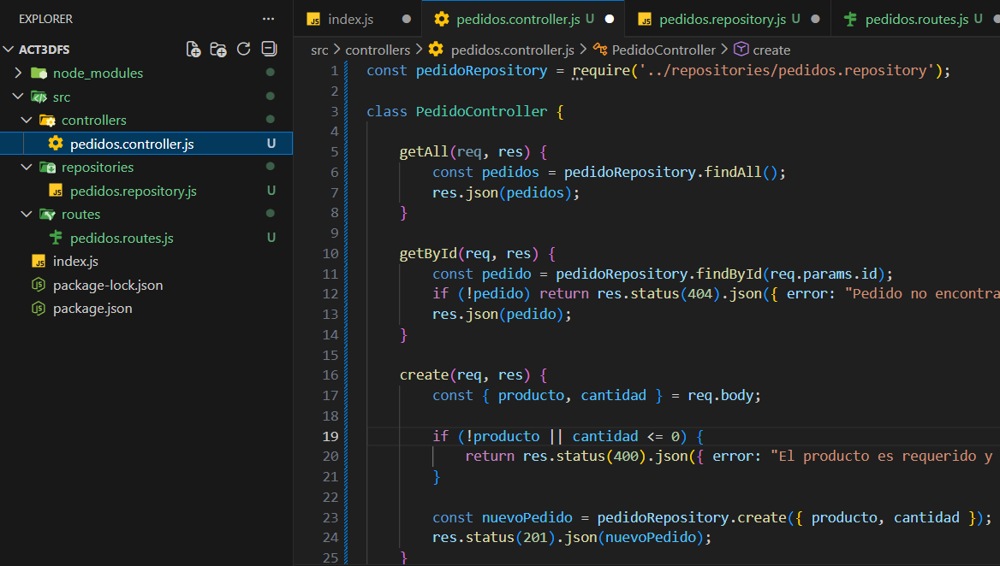 EXPLORER
ACT3DFS
node_modules
src
controllers
pedidos.controller.js U
repositories
pedidos.repository.js U
routes
pedidos.routes.js U
index.js
package-lock.json
package.json
index.js
pedidos.controller.js U
pedidos.repository.js U
pedidos.routes.js U
src > controllers > pedidos.controller.js > PedidoController > create
1 const pedidoRepository = require('../repositories/pedidos.repository');
2
3 class PedidoController {
4
5 getAll(req, res) {
6 const pedidos = pedidoRepository.findAll();
7 res.json(pedidos);
8 }
9
10 getById(req, res) {
11 const pedido = pedidoRepository.findById(req.params.id);
12 if (!pedido) return res.status(404).json({ error: "Pedido no encontra
13 res.json(pedido);
14 }
15
16 create(req, res) {
17 const { producto, cantidad } = req.body;
18
19 if (!producto || cantidad <= 0) {
20 return res.status(400).json({ error: "El producto es requerido y
21 }
22
23 const nuevoPedido = pedidoRepository.create({ producto, cantidad });
24 res.status(201).json(nuevoPedido);
25 }